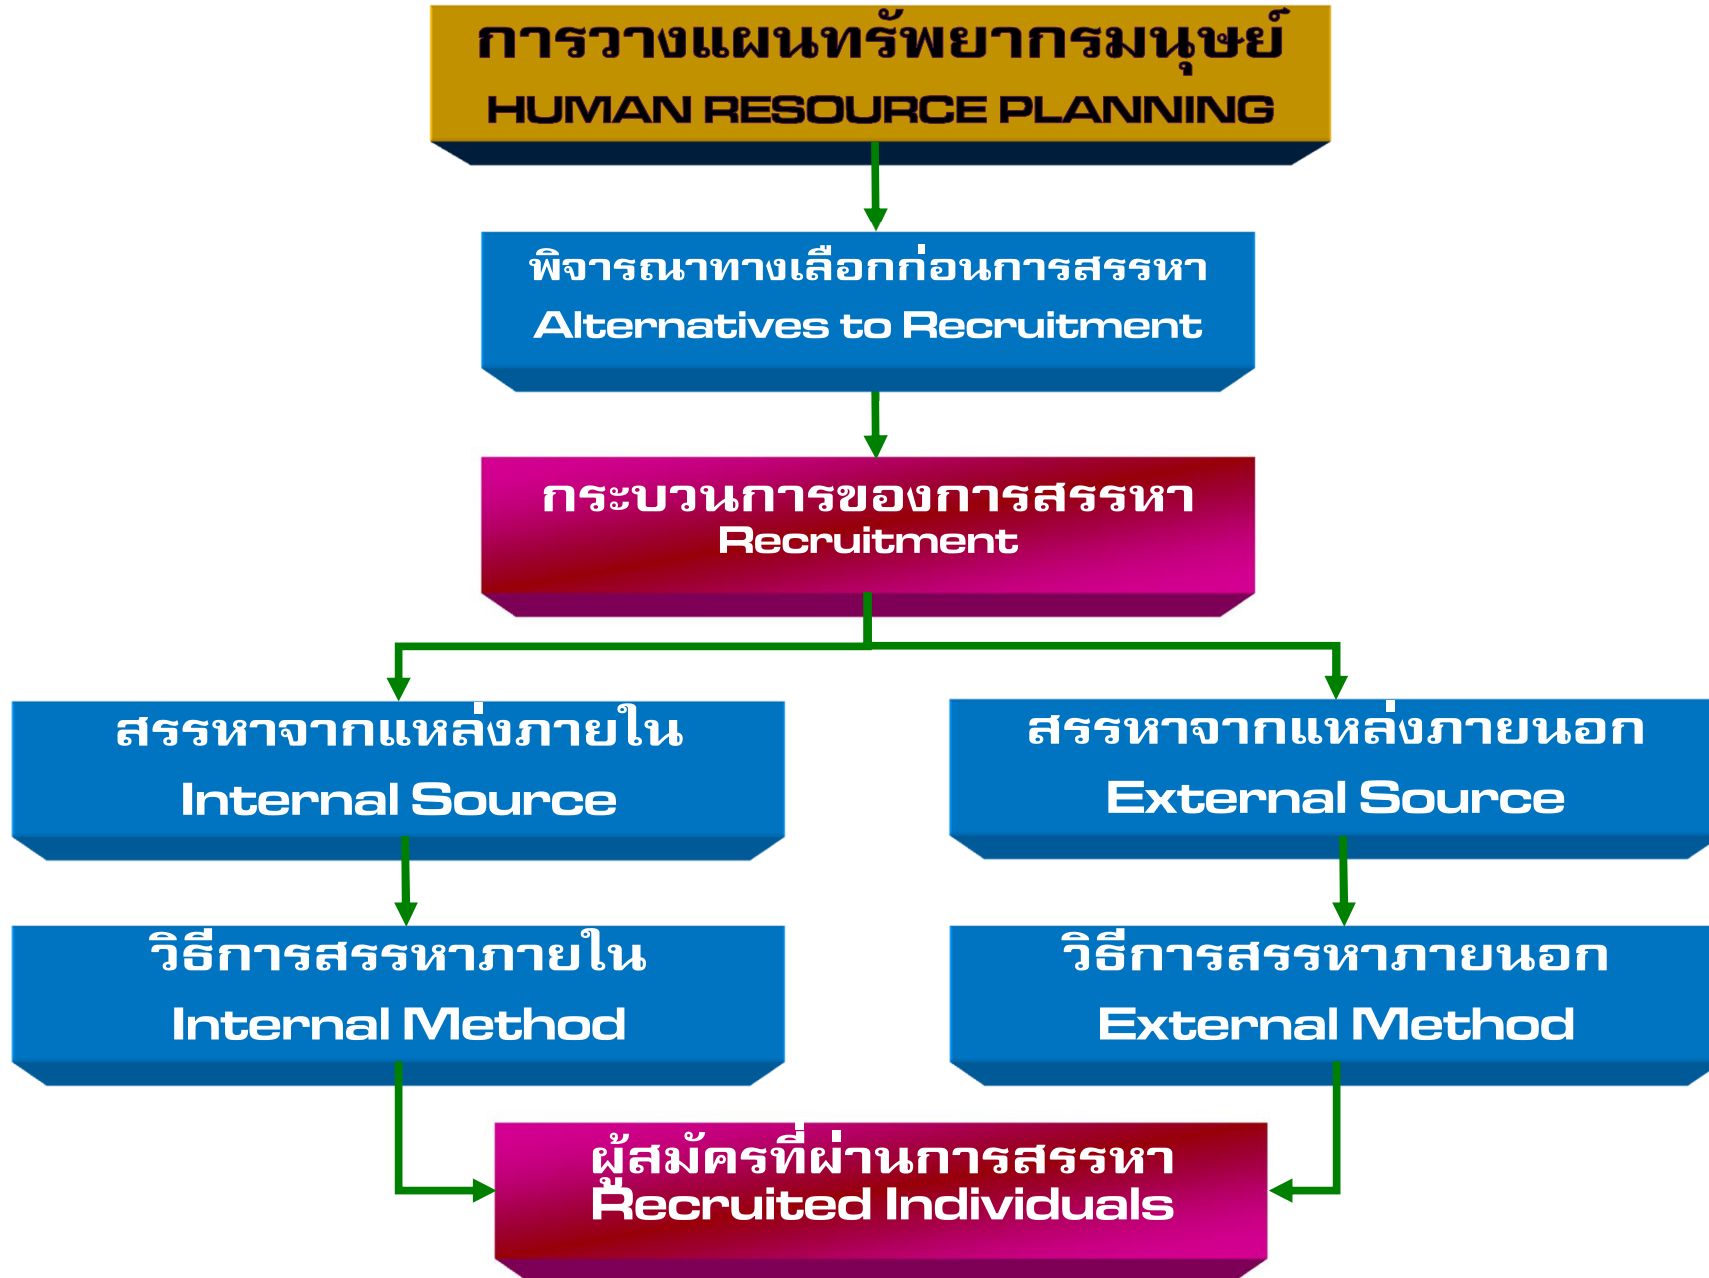 การวางแผนทรัพยากรมนุษย์
HUMAN RESOURCE PLANNING
พิจารณาทางเลือกก่อนการสรรหา
Alternatives to Recruitment
กระบวนการของการสรรหา
Recruitment
สรรหาจากแหล่งภายใน
Internal Source
สรรหาจากแหล่งภายนอก
External Source
วิธีการสรรหาภายใน
Internal Method
วิธีการสรรหาภายนอก
External Method
ผู้สมัครที่ผ่านการสรรหา
Recruited Individuals